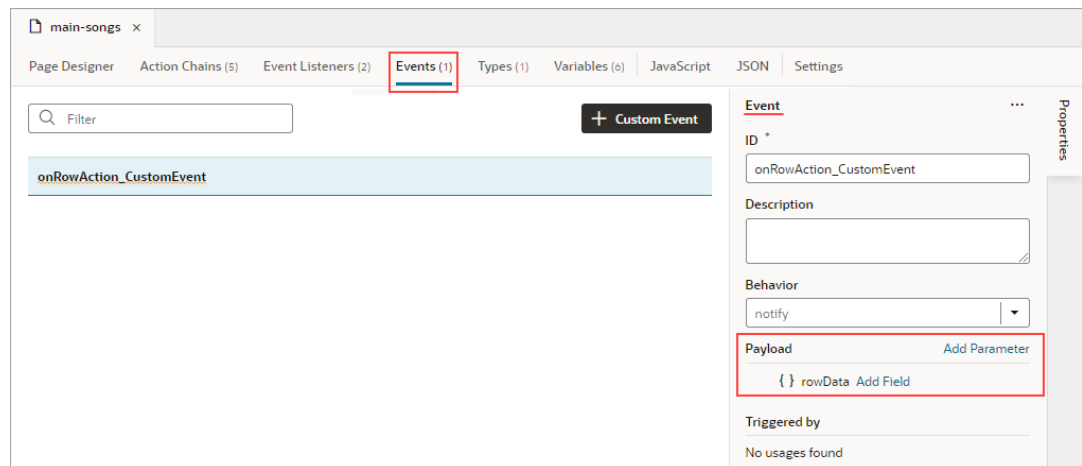 main-songs ×
Page Designer Action Chains (5) Event Listeners (2) Events (1) Types (1) Variables (6) JavaScript JSON Settings
Filter
+ Custom Event
onRowAction_CustomEvent
Event ...
ID *
onRowAction_CustomEvent
Description
Behavior
notify
Payload Add Parameter
{ } rowData Add Field
Triggered by
No usages found
Properties